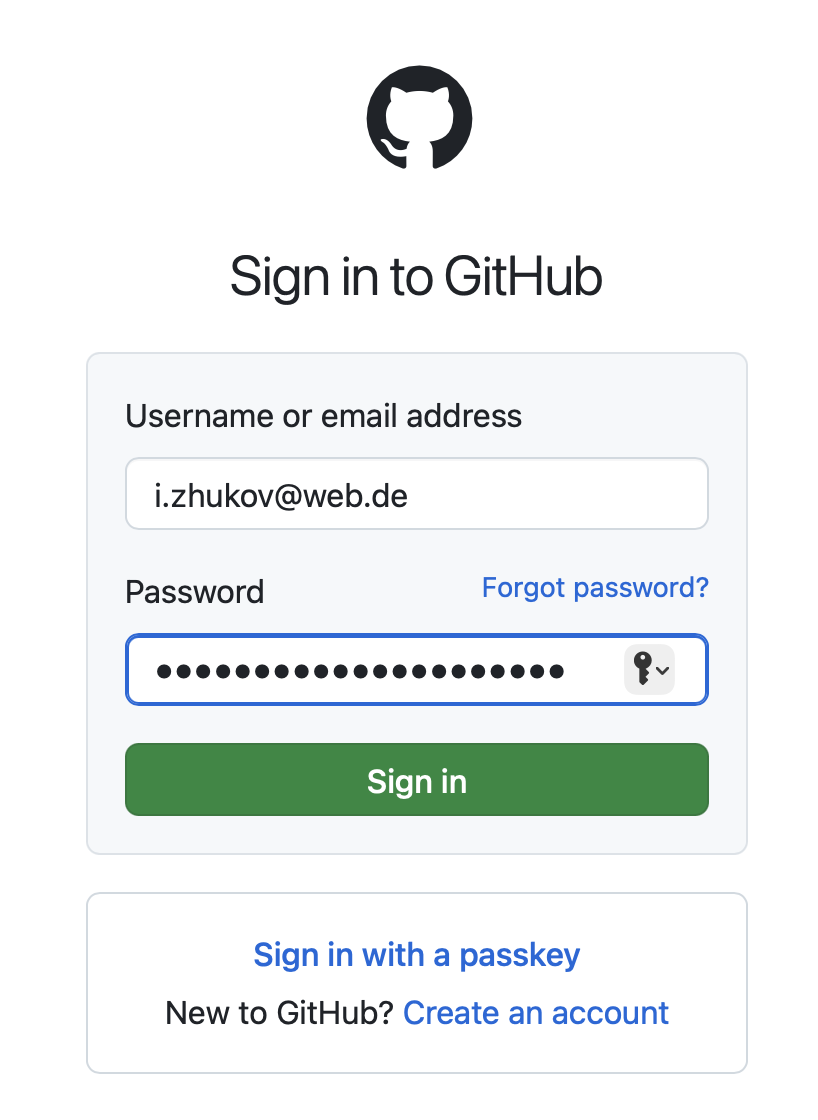 Sign in to GitHub
Username or email address
i.zhukov@web.de
Password Forgot password?
●●●●●●●●●●●●●●●●●●●●●
Sign in
Sign in with a passkey
New to GitHub? Create an account